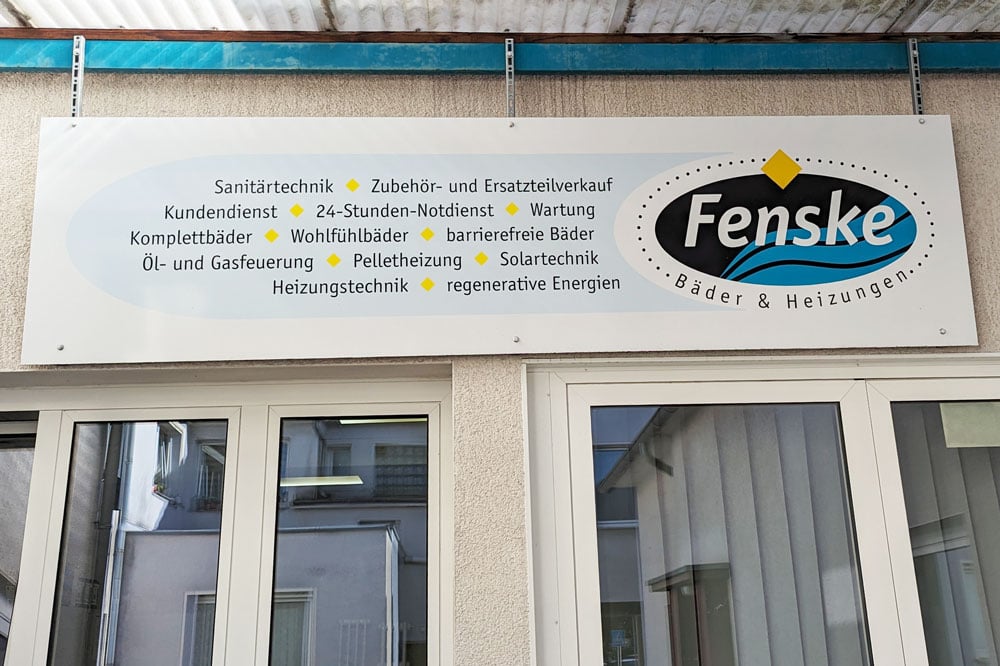 Sanitärtechnik ◆ Zubehör- und Ersatzteilverkauf
Kundendienst ◆ 24-Stunden-Notdienst ◆ Wartung
Komplettbäder ◆ Wohlfühlbäder ◆ barrierefreie Bäder
Öl- und Gasfeuerung ◆ Pelletheizung ◆ Solartechnik
Heizungstechnik ◆ regenerative Energien
Fenske
Bäder & Heizungen